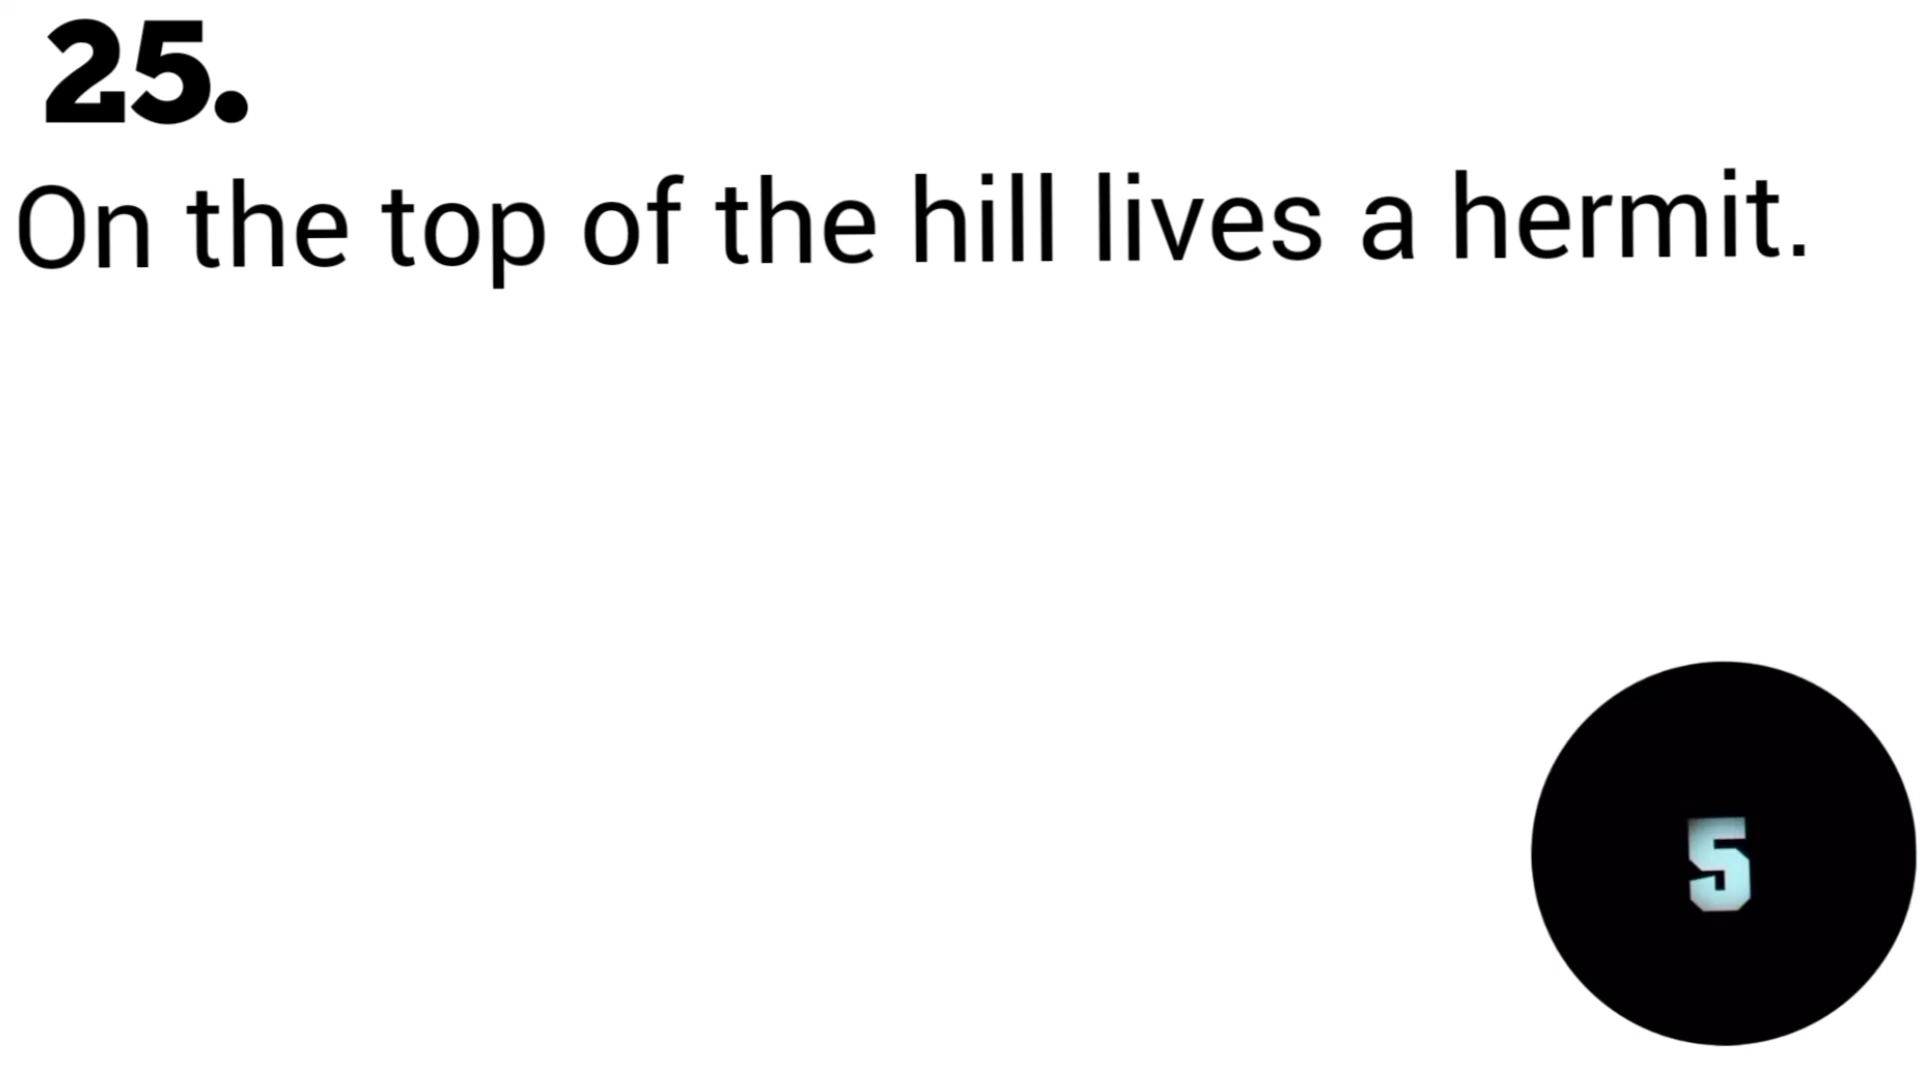 25.
On the top of the hill lives a hermit.
5